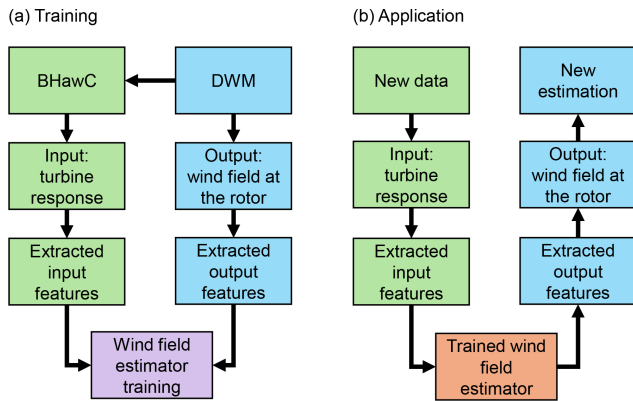 (a) Training
BHawC
DWM
Input:
turbine
response
Output:
wind field at
the rotor
Extracted
input
features
Extracted
output
features
Wind field
estimator
training
(b) Application
New data
New
estimation
Input:
turbine
response
Output:
wind field at
the rotor
Extracted
input
features
Extracted
output
features
Trained wind
field
estimator